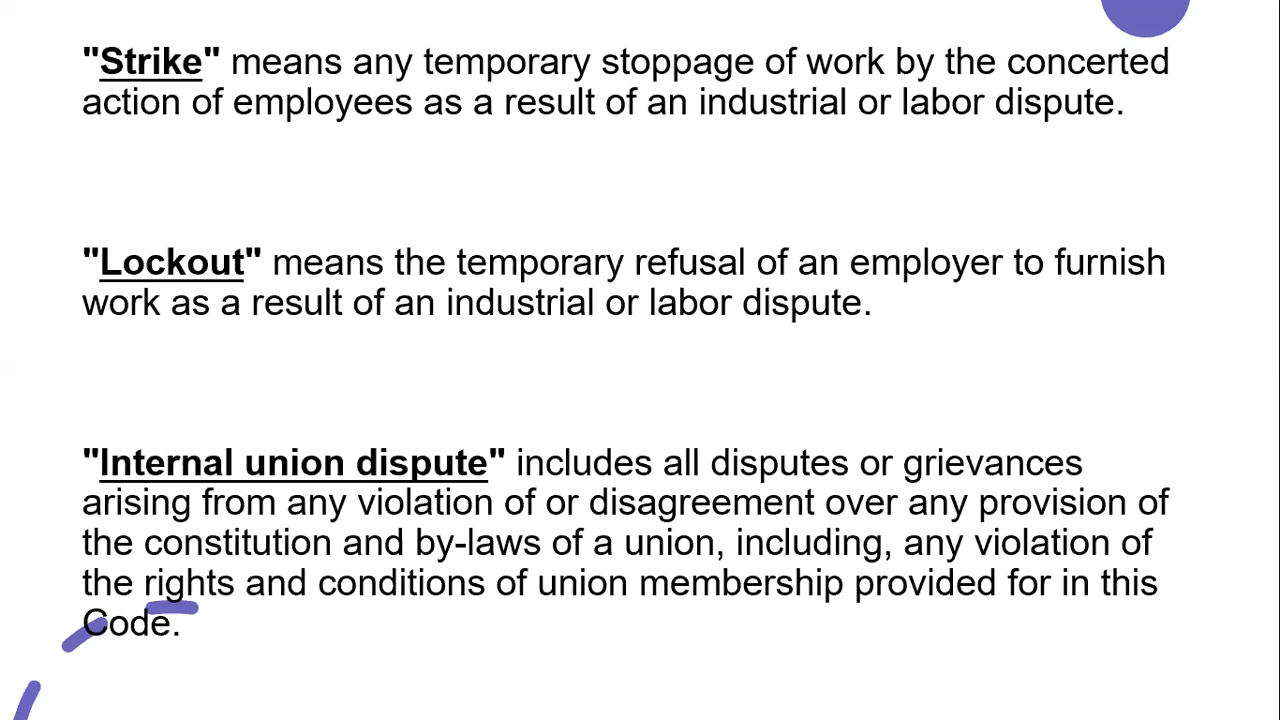 "Strike" means any temporary stoppage of work by the concerted
action of employees as a result of an industrial or labor dispute.
"Lockout" means the temporary refusal of an employer to furnish
work as a result of an industrial or labor dispute.
"Internal union dispute" includes all disputes or grievances
arising from any violation of or disagreement over any provision of
the constitution and by-laws of a union, including, any violation of
the rights and conditions of union membership provided for in this
Code.